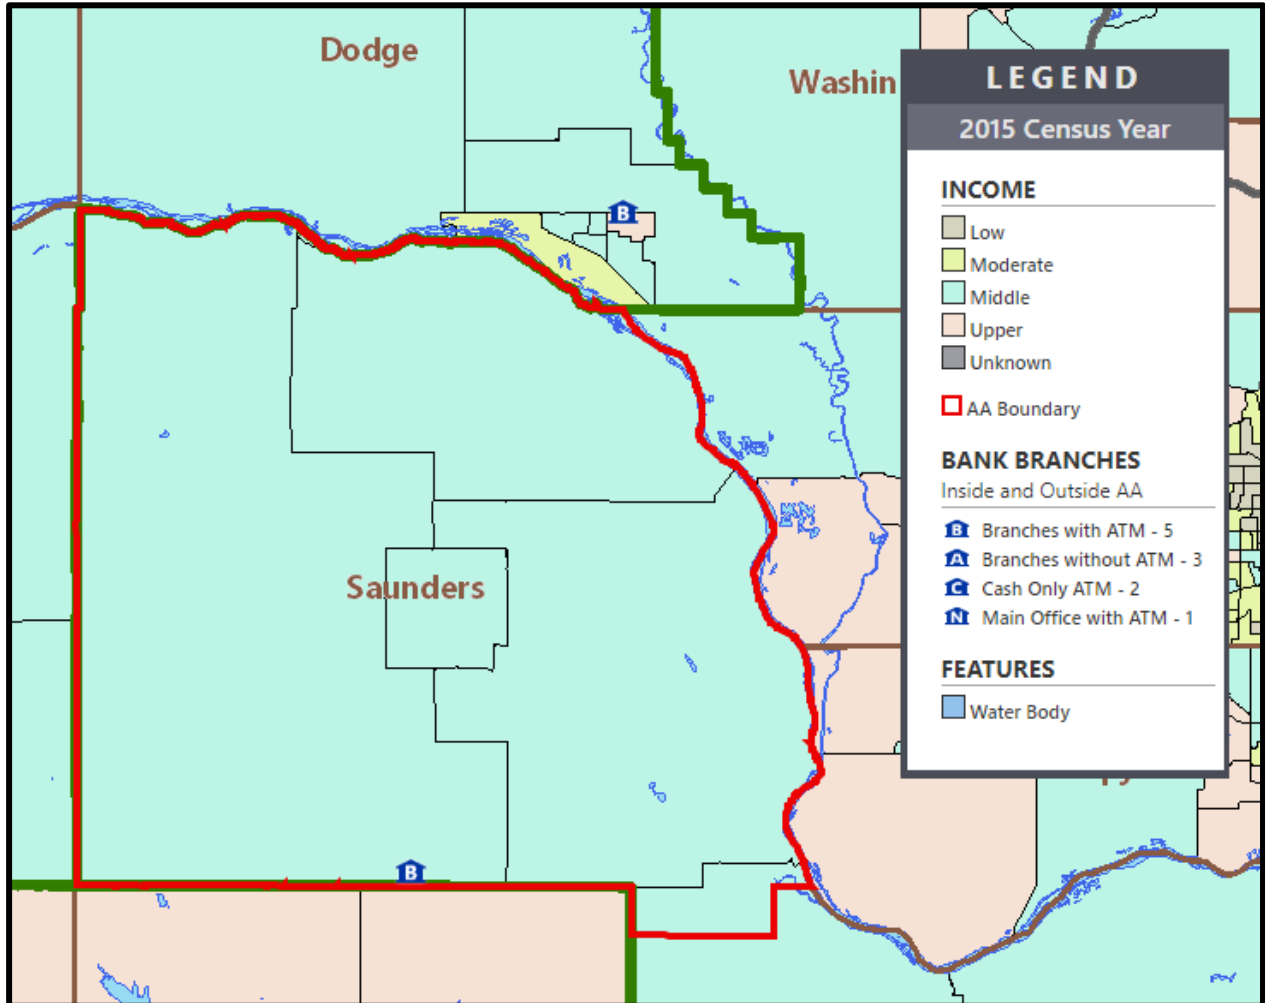 Dodge
Washin
Saunders
B
B
LEGEND
2015 Census Year
INCOME
Low
Moderate
Middle
Upper
Unknown
AA Boundary
BANK BRANCHES
Inside and Outside AA
B Branches with ATM - 5
A Branches without ATM - 3
C Cash Only ATM - 2
N Main Office with ATM - 1
FEATURES
Water Body